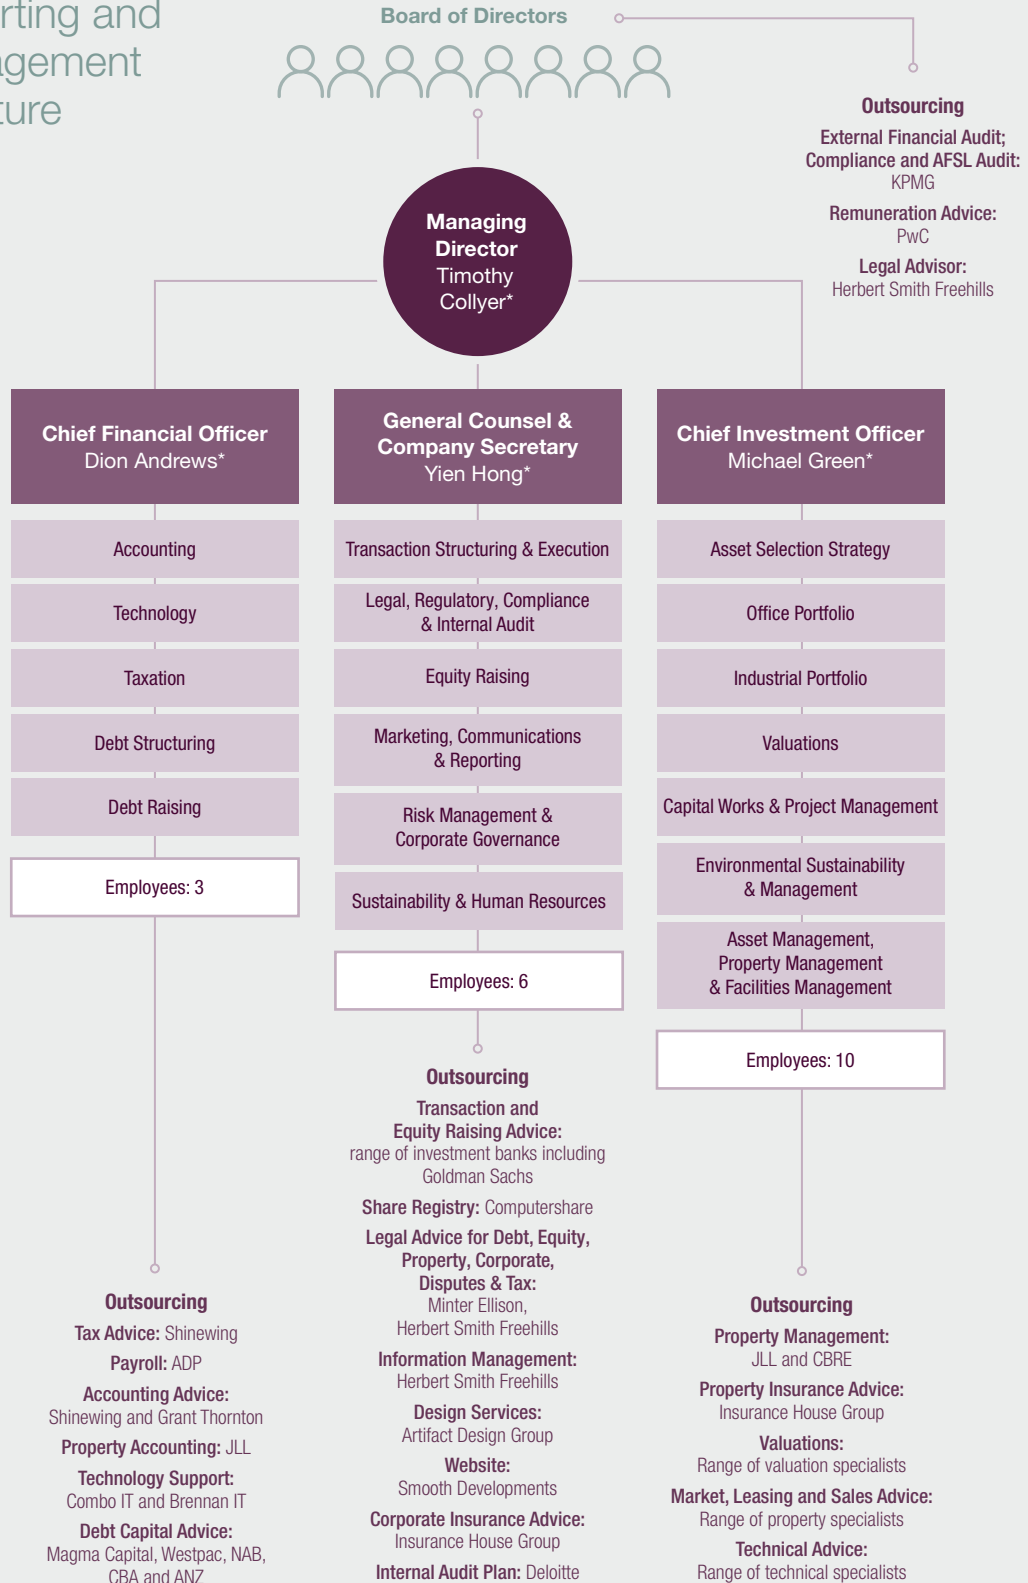 Board of Directors
Outsourcing
External Financial Audit;
Compliance and AFSL Audit:
KPMG
Remuneration Advice:
PwC
Legal Advisor:
Herbert Smith Freehills
Managing
Director
Timothy
Collyer*
Chief Financial Officer
Dion Andrews*
Accounting
Technology
Taxation
Debt Structuring
Debt Raising
Employees: 3
Outsourcing
Tax Advice: Shinewing
Payroll: ADP
Accounting Advice:
Shinewing and Grant Thornton
Property Accounting: JLL
Technology Support:
Combo IT and Brennan IT
Debt Capital Advice:
Magma Capital, Westpac, NAB,
CBA and ANZ
General Counsel &
Company Secretary
Yien Hong*
Transaction Structuring & Execution
Legal, Regulatory, Compliance
& Internal Audit
Equity Raising
Marketing, Communications
& Reporting
Risk Management &
Corporate Governance
Sustainability & Human Resources
Employees: 6
Outsourcing
Transaction and
Equity Raising Advice:
range of investment banks including
Goldman Sachs
Share Registry: Computershare
Legal Advice for Debt, Equity,
Property, Corporate,
Disputes & Tax:
Minter Ellison,
Herbert Smith Freehills
Information Management:
Herbert Smith Freehills
Design Services:
Artifact Design Group
Website:
Smooth Developments
Corporate Insurance Advice:
Insurance House Group
Internal Audit Plan: Deloitte
Chief Investment Officer
Michael Green*
Asset Selection Strategy
Office Portfolio
Industrial Portfolio
Valuations
Capital Works & Project Management
Environmental Sustainability
& Management
Asset Management,
Property Management
& Facilities Management
Employees: 10
Outsourcing
Property Management:
JLL and CBRE
Property Insurance Advice:
Insurance House Group
Valuations:
Range of valuation specialists
Market, Leasing and Sales Advice:
Range of property specialists
Technical Advice:
Range of technical specialists